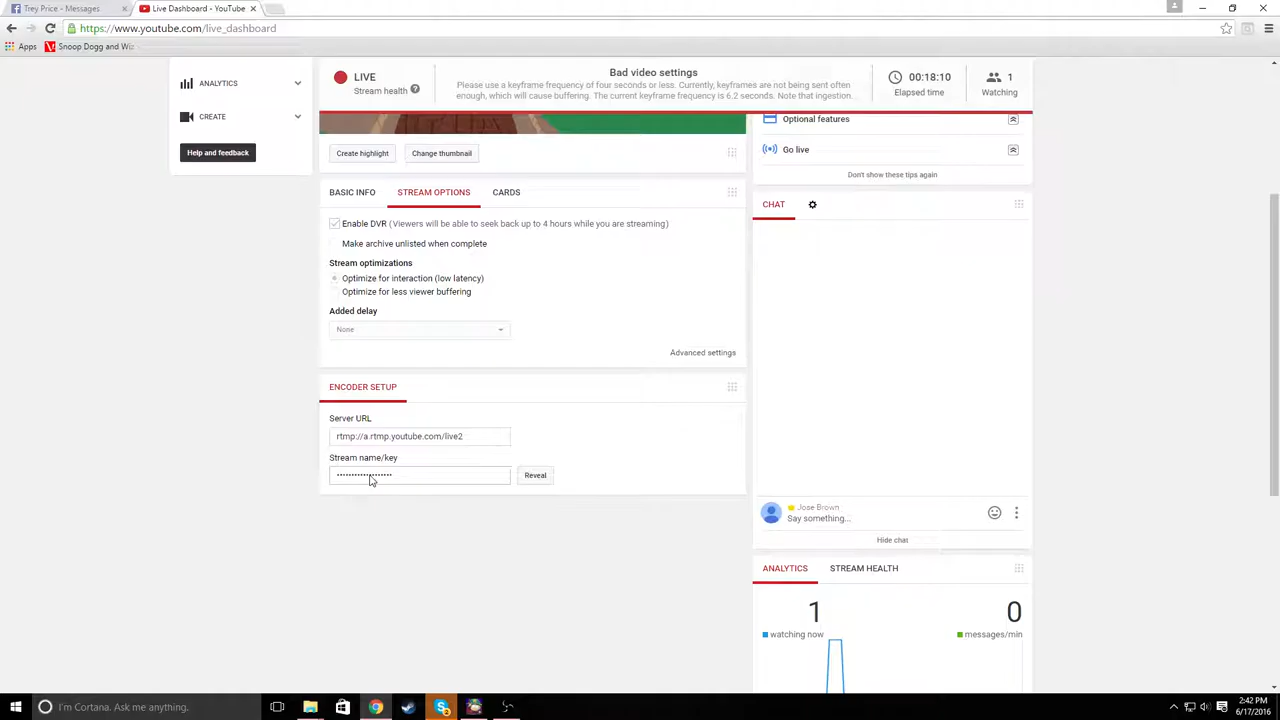 Trey Price - Messages
Live Dashboard - YouTube
https://www.youtube.com/live_dashboard
Apps
Snoop Dogg and Wiz
ANALYTICS
CREATE
Help and feedback
LIVE
Stream health
Bad video settings
Please use a keyframe frequency of four seconds or less. Currently, keyframes are not being sent often
enough, which will cause buffering. The current keyframe frequency is 6.2 seconds. Note that ingestion.
00:18:10
Elapsed time
1
Watching
Optional features
Go live
Don't show these tips again
Create highlight
Change thumbnail
BASIC INFO
STREAM OPTIONS
CARDS
Enable DVR (Viewers will be able to seek back up to 4 hours while you are streaming)
Make archive unlisted when complete
Stream optimizations
Optimize for interaction (low latency)
Optimize for less viewer buffering
Added delay
None
Advanced settings
ENCODER SETUP
Server URL
rtmp://a.rtmp.youtube.com/live2
Stream name/key
Reveal
CHAT
Jose Brown
Say something...
Hide chat
ANALYTICS
STREAM HEALTH
1
watching now
0
messages/min
I'm Cortana. Ask me anything.
2:42 PM
6/17/2016